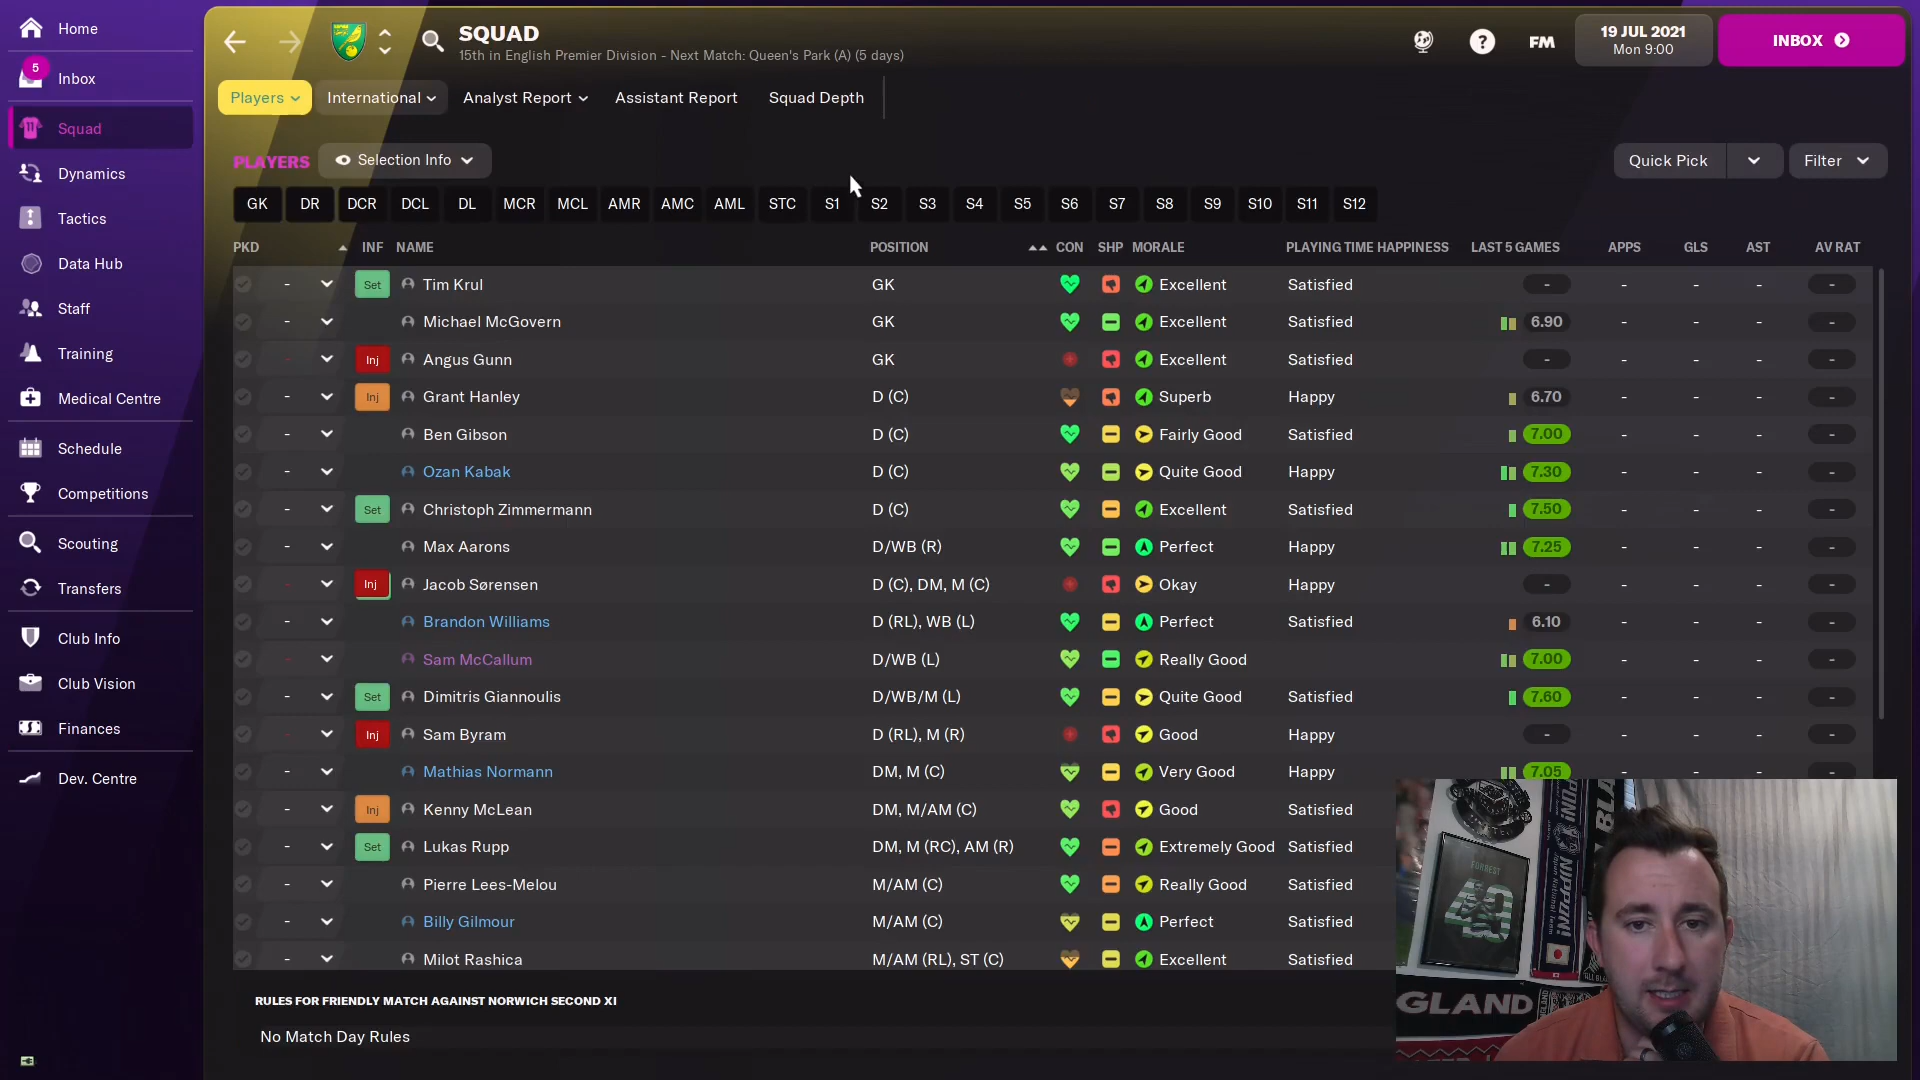 Home
5
Inbox
Squad
Dynamics
Tactics
Data Hub
Staff
Training
Medical Centre
Schedule
Competitions
Scouting
Transfers
Club Info
Club Vision
Finances
Dev. Centre
SQUAD
15th in English Premier Division - Next Match: Queen's Park (A) (5 days)
FM
19 JUL 2021
Mon 9:00
INBOX
Players International Analyst Report Assistant Report Squad Depth
PLAYERS Selection Info Quick Pick Filter
GK DR DCR DCL DL MCR MCL AMR AMC AML STC S1 S2 S3 S4 S5 S6 S7 S8 S9 S10 S11 S12
PKD INF NAME POSITION CON SHP MORALE PLAYING TIME HAPPINESS LAST 5 GAMES APPS GLS AST AV RAT
- Set Tim Krul GK Excellent Satisfied - - - - -
- Michael McGovern GK Excellent Satisfied 6.90 - - - -
- Inj Angus Gunn GK Excellent Satisfied - - - - -
- Inj Grant Hanley D (C) Superb Happy 6.70 - - - -
- Ben Gibson D (C) Fairly Good Satisfied 7.00 - - - -
- Ozan Kabak D (C) Quite Good Happy 7.30 - - - -
- Set Christoph Zimmermann D (C) Excellent Satisfied 7.50 - - - -
- Max Aarons D/WB (R) Perfect Happy 7.25 - - - -
- Inj Jacob Sørensen D (C), DM, M (C) Okay Happy - - - - -
- Brandon Williams D (RL), WB (L) Perfect Satisfied 6.10 - - - -
- Sam McCallum D/WB (L) Really Good 7.00 - - - -
- Set Dimitris Giannoulis D/WB/M (L) Quite Good Satisfied 7.60 - - - -
- Inj Sam Byram D (RL), M (R) Good Happy - - - - -
- Mathias Normann DM, M (C) Very Good Happy 7.05 - - - -
- Inj Kenny McLean DM, M/AM (C) Good Satisfied
- Set Lukas Rupp DM, M (RC), AM (R) Extremely Good Satisfied
- Pierre Lees-Melou M/AM (C) Really Good Satisfied
- Billy Gilmour M/AM (C) Perfect Satisfied
- Milot Rashica M/AM (RL), ST (C) Excellent Satisfied
RULES FOR FRIENDLY MATCH AGAINST NORWICH SECOND XI
No Match Day Rules
FORREST
49
NIPPON!
GLAND